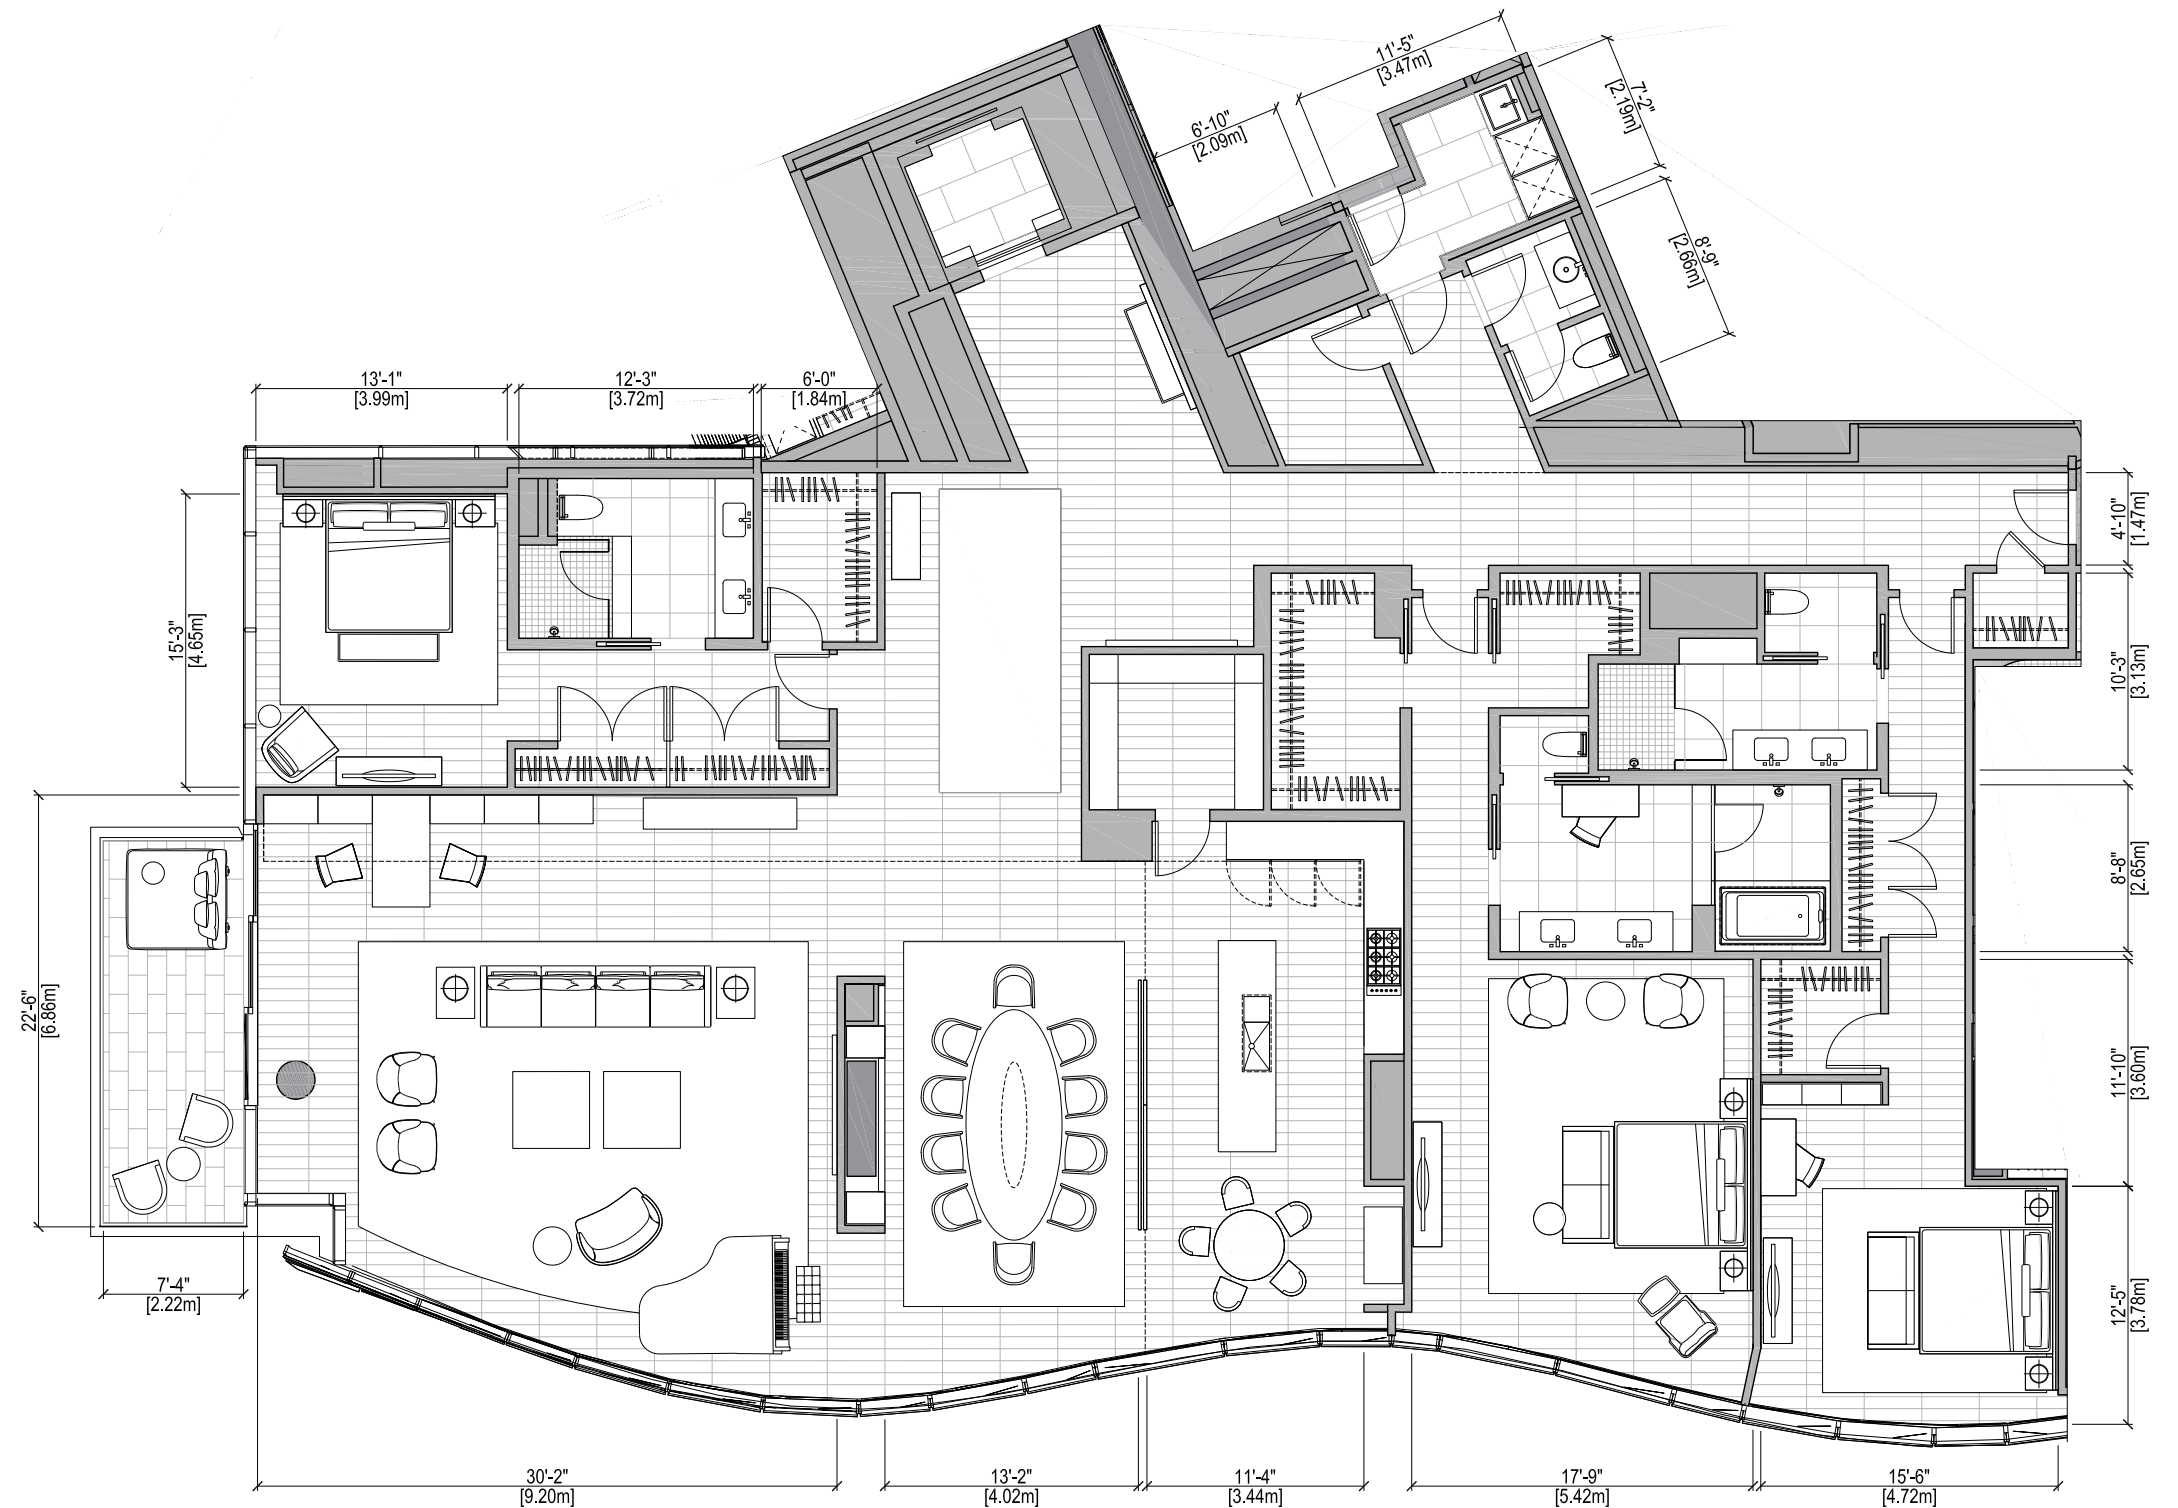 11'-5"
[3.47m]
7'-2"
[2.19m]
6'-10"
[2.09m]
8'-9"
[2.66m]
13'-1"
[3.99m]
12'-3"
[3.72m]
6'-0"
[1.84m]
4'-10"
[1.47m]
15'-3"
[4.65m]
10'-3"
[3.13m]
8'-8"
[2.65m]
22'-6"
[6.86m]
11'-10"
[3.60m]
7'-4"
[2.22m]
12'-5"
[3.78m]
30'-2"
[9.20m]
13'-2"
[4.02m]
11'-4"
[3.44m]
17'-9"
[5.42m]
15'-6"
[4.72m]